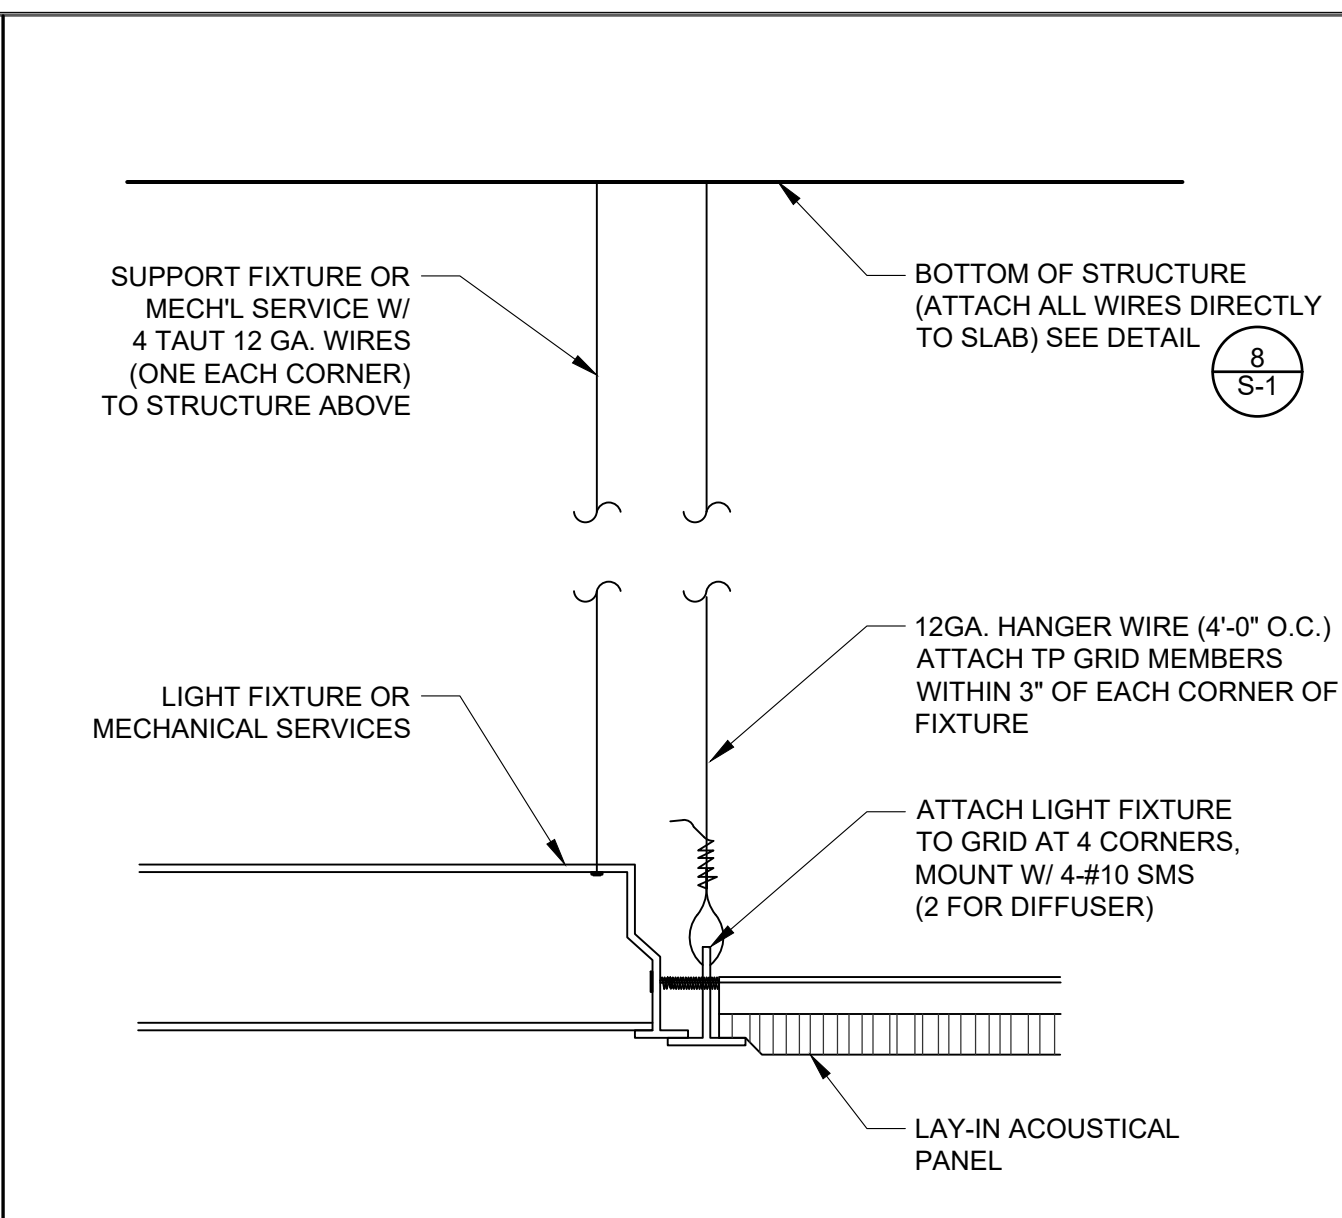 SUPPORT FIXTURE OR
MECH'L SERVICE W/
4 TAUT 12 GA. WIRES
(ONE EACH CORNER)
TO STRUCTURE ABOVE
BOTTOM OF STRUCTURE
(ATTACH ALL WIRES DIRECTLY
TO SLAB) SEE DETAIL
8
S-1
12GA. HANGER WIRE (4'-0" O.C.)
ATTACH TP GRID MEMBERS
WITHIN 3" OF EACH CORNER OF
FIXTURE
LIGHT FIXTURE OR
MECHANICAL SERVICES
ATTACH LIGHT FIXTURE
TO GRID AT 4 CORNERS,
MOUNT W/ 4-#10 SMS
(2 FOR DIFFUSER)
LAY-IN ACOUSTICAL
PANEL